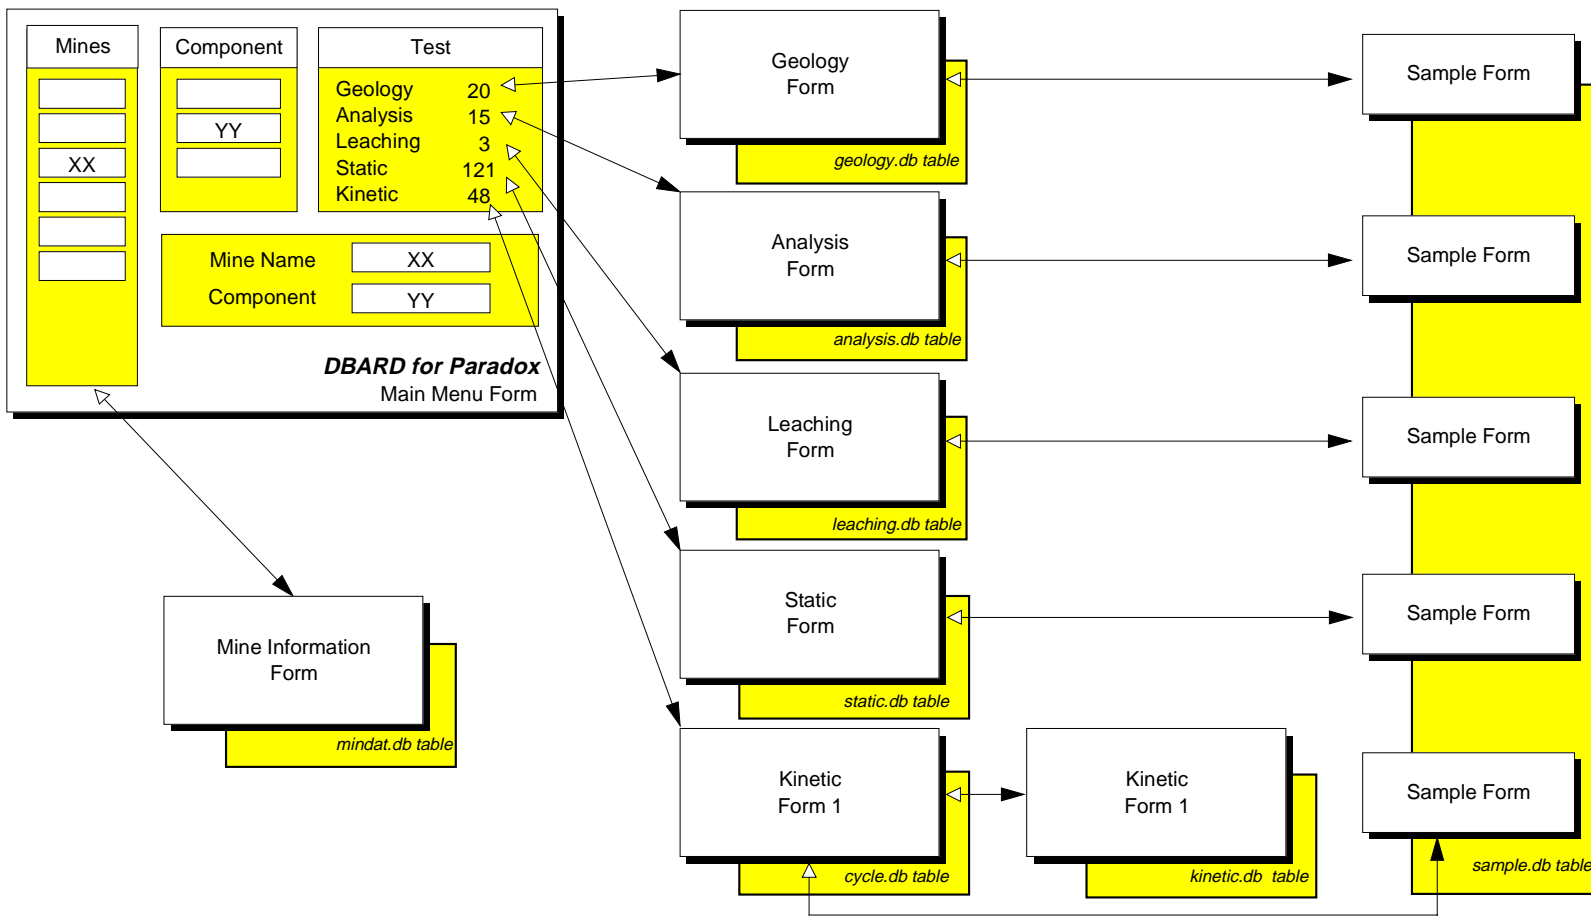 Mines
Component
Test
XX
YY
Geology 20
Analysis 15
Leaching 3
Static 121
Kinetic 48
Mine Name XX
Component YY
DBARD for Paradox
Main Menu Form
Mine Information
Form
mindat.db table
Geology
Form
geology.db table
Sample Form
Analysis
Form
analysis.db table
Sample Form
Leaching
Form
leaching.db table
Sample Form
Static
Form
static.db table
Sample Form
Kinetic
Form 1
cycle.db table
Kinetic
Form 1
kinetic.db table
Sample Form
sample.db table